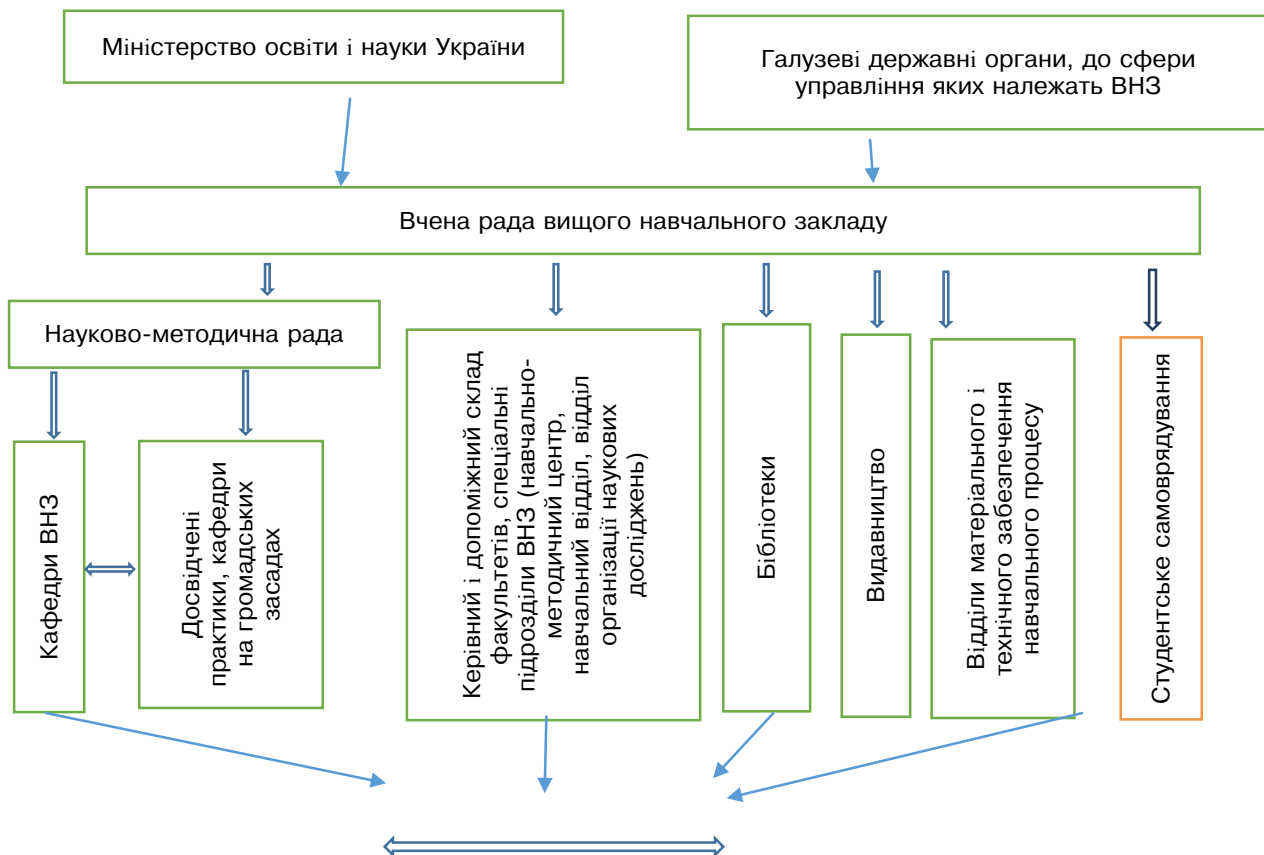 Міністерство освіти і науки України
Галузеві державні органи, до сфери
управління яких належать ВНЗ
Вчена рада вищого навчального закладу
Науково-методична рада
Кафедри ВНЗ
Досвідчені
практики, кафедри
на громадських
засадах
Керівний і допоміжний склад
факультетів, спеціальні
підрозділи ВНЗ (навчально-
методичний центр,
навчальний відділ, відділ
організації наукових
досліджень)
Бібліотеки
Видавництво
Відділи матеріального і
технічного забезпечення
навчального процесу
Студентське самоврядування